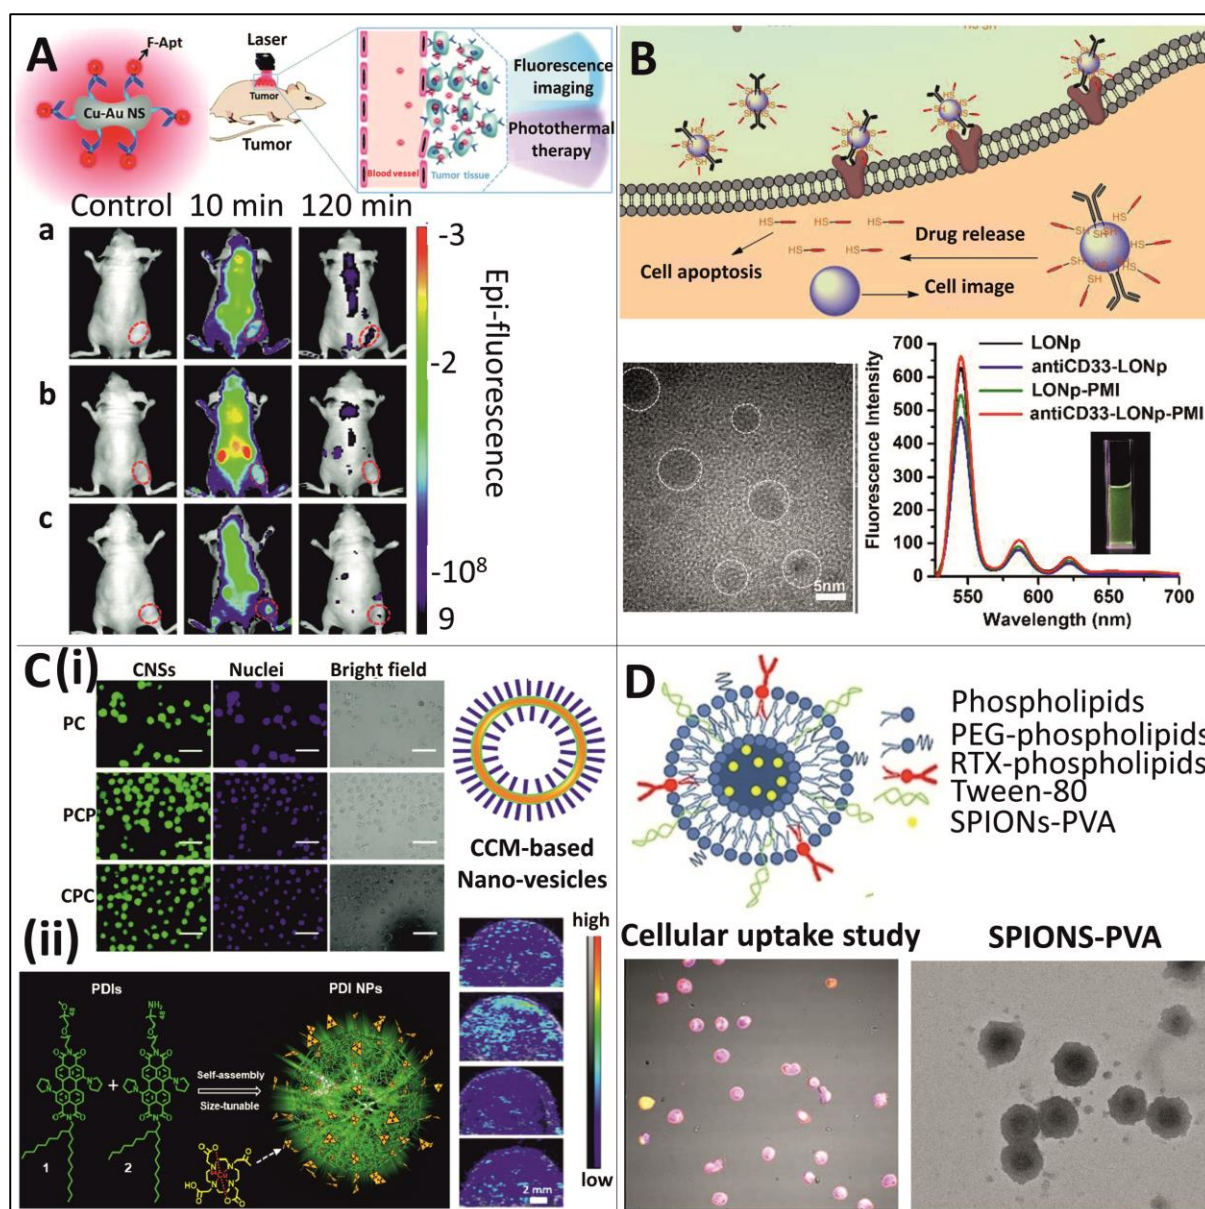 A
F-Apt
Cu-Au NS
Laser
Tumor
Tumor
Blood vessel
Tumor tissue
Fluorescence
imaging
Photothermal
therapy
Control 10 min 120 min
a
b
c
-3
-2
-10⁸
9
Epi-fluorescence
B
HS
SH
HS
Drug release
Cell apoptosis
Cell image
5nm
Fluorescence Intensity
700
600
500
400
300
200
100
0
550 600 650 700
Wavelength (nm)
LONp
antiCD33-LONp
LONp-PMI
antiCD33-LONp-PMI
C (i)
CNSs Nuclei Bright field
PC
PCP
CPC
CCM-based
Nano-vesicles
(ii)
PDIs
PDI NPs
NH₂
Self-assembly
Size-tunable
1
+
2
HO
high
low
2 mm
D
Phospholipids
PEG-phospholipids
RTX-phospholipids
Tween-80
SPIONs-PVA
Cellular uptake study
SPIONS-PVA